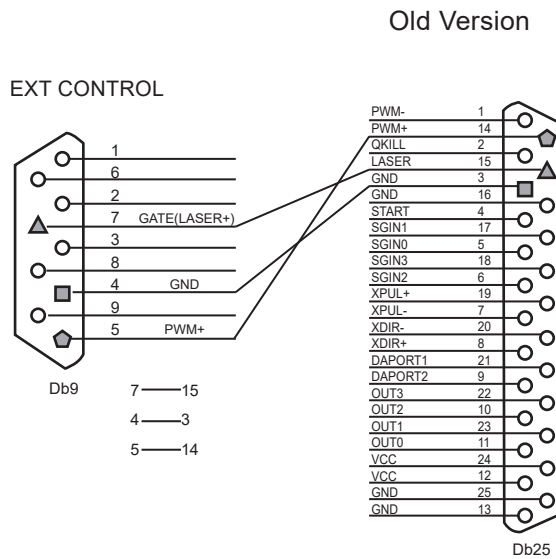 Old Version
EXT CONTROL
1
6
2
7 GATE(LASER+)
3
8
4 GND
9
5 PWM+
Db9
7 15
4 3
5 14
PWM- 1
PWM+ 14
QKILL 2
LASER 15
GND 3
GND 16
START 4
SGIN1 17
SGIN0 5
SGIN3 18
SGIN2 6
XPUL+ 19
XPUL- 7
XDIR- 20
XDIR+ 8
DAPORT1 21
DAPORT2 9
OUT3 22
OUT2 10
OUT1 23
OUT0 11
VCC 24
VCC 12
GND 25
GND 13
Db25